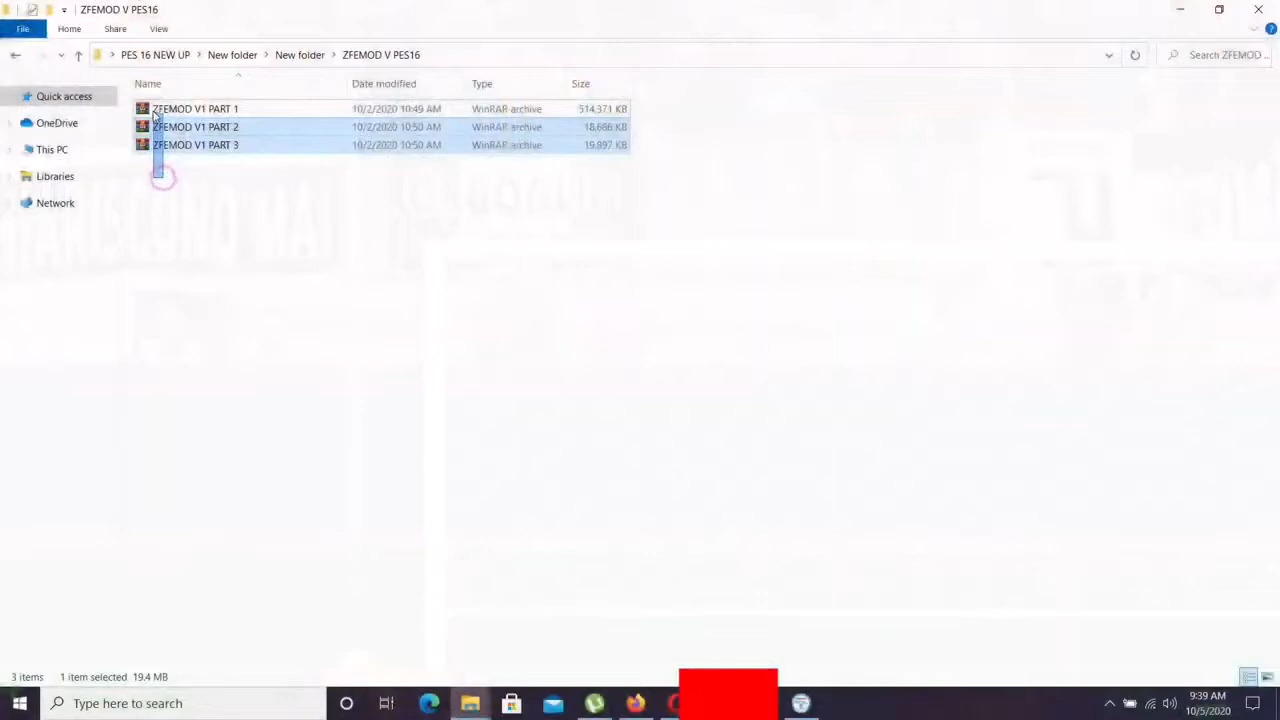 ZFEMOD V PES16
File Home Share View
PES 16 NEW UP > New folder > New folder > ZFEMOD V PES16
Search ZFEMOD ...
Name Date modified Type Size
Quick access
OneDrive
This PC
Libraries
Network
ZFEMOD V1 PART 1 10/2/2020 10:49 AM WinRAR archive 514,371 KB
ZFEMOD V1 PART 2 10/2/2020 10:50 AM WinRAR archive 18,686 KB
ZFEMOD V1 PART 3 10/2/2020 10:50 AM WinRAR archive 19,897 KB
3 items 1 item selected 19.4 MB
Type here to search
9:39 AM
10/5/2020